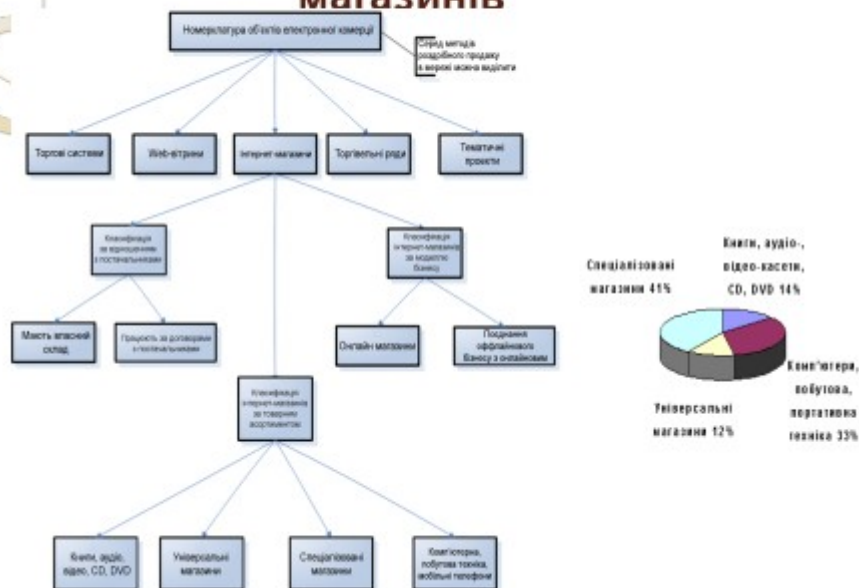 магазинів
Номерклатура об'єктів електронної камерції
Серед методів
роздрібного продажу
в мережі можна виділити
Торгові системи
Web-вітрини
Інтернет-магазини
Торгівельні ряди
Тематичні
проекти
Класифікація
за відношенням
з постачальниками
Класифікація
інтернет-магазинів
за моделлю
бізнесу
Мають власний
склад
Працюють за договорами
з постачальниками
Онлайн магазини
Поєднання
оффлайнового
бізнесу з онлайновим
Класифікація
інтернет-магазинів
за товарним
асортиментом
Книги, аудіо,
відео, CD, DVD
Універсальні
магазини
Спеціалізовані
магазини
Комп'ютерна,
побутова техніка,
мобільні телефони
Спеціалізовані
магазини 41%
Книги, аудіо-,
відео-касети,
CD, DVD 14%
Комп'ютери,
побутова,
портативна
техніка 33%
Універсальні
магазини 12%